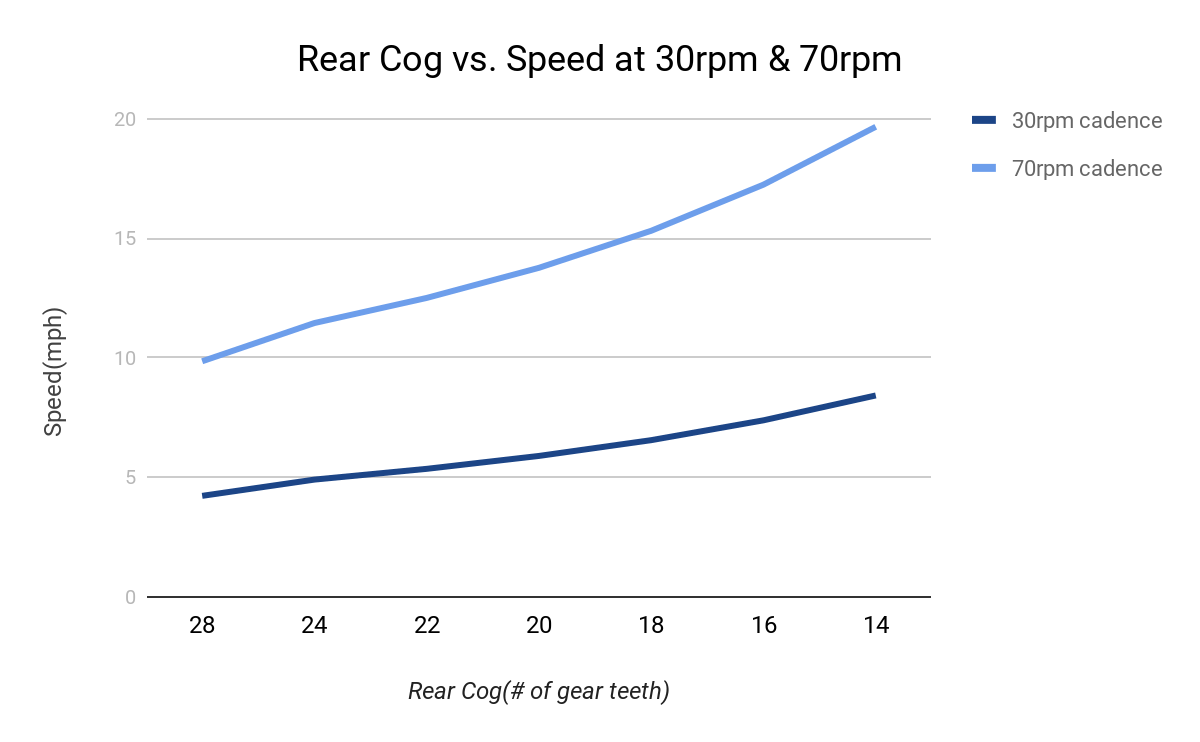 Rear Cog vs. Speed at 30rpm & 70rpm
30rpm cadence
70rpm cadence
Speed(mph)
20
15
10
5
0
28 24 22 20 18 16 14
Rear Cog(# of gear teeth)